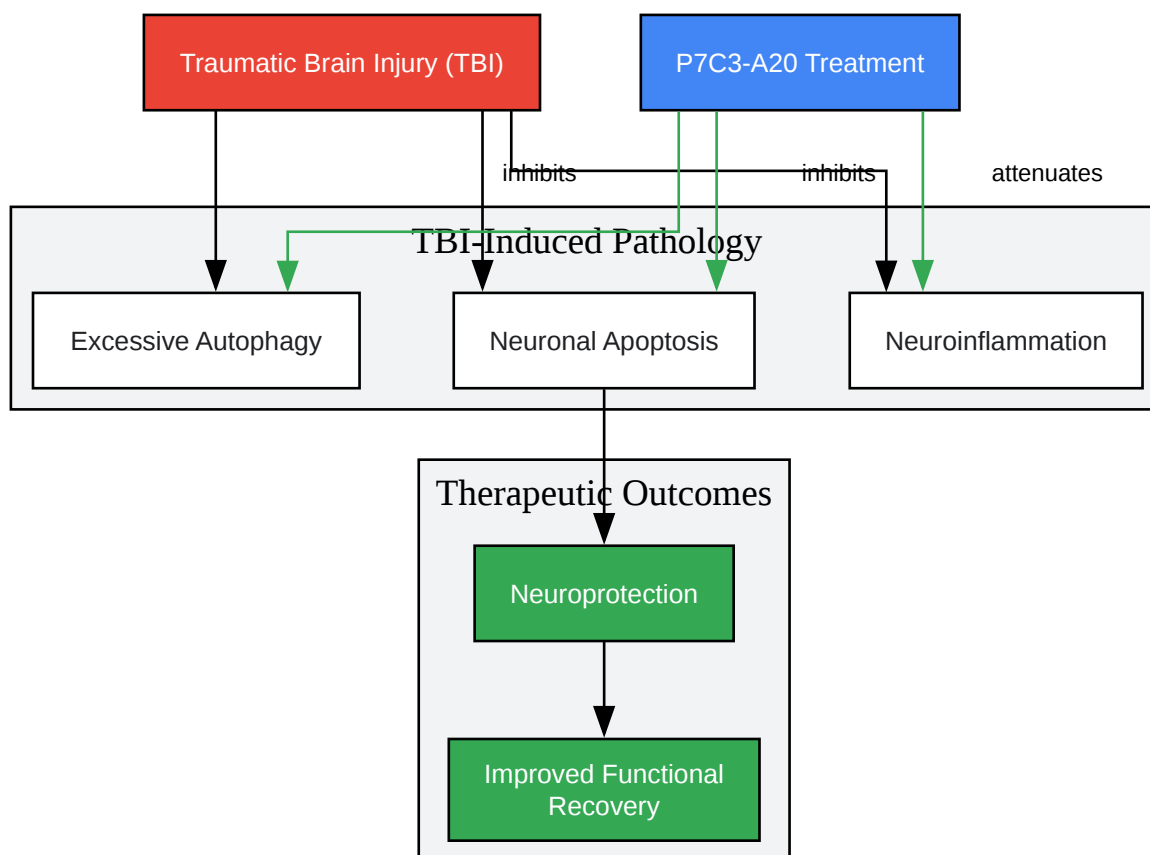 Traumatic Brain Injury (TBI)
P7C3-A20 Treatment
inhibits
inhibits
attenuates
TBI-Induced Pathology
Excessive Autophagy
Neuronal Apoptosis
Neuroinflammation
Therapeutic Outcomes
Neuroprotection
Improved Functional
Recovery